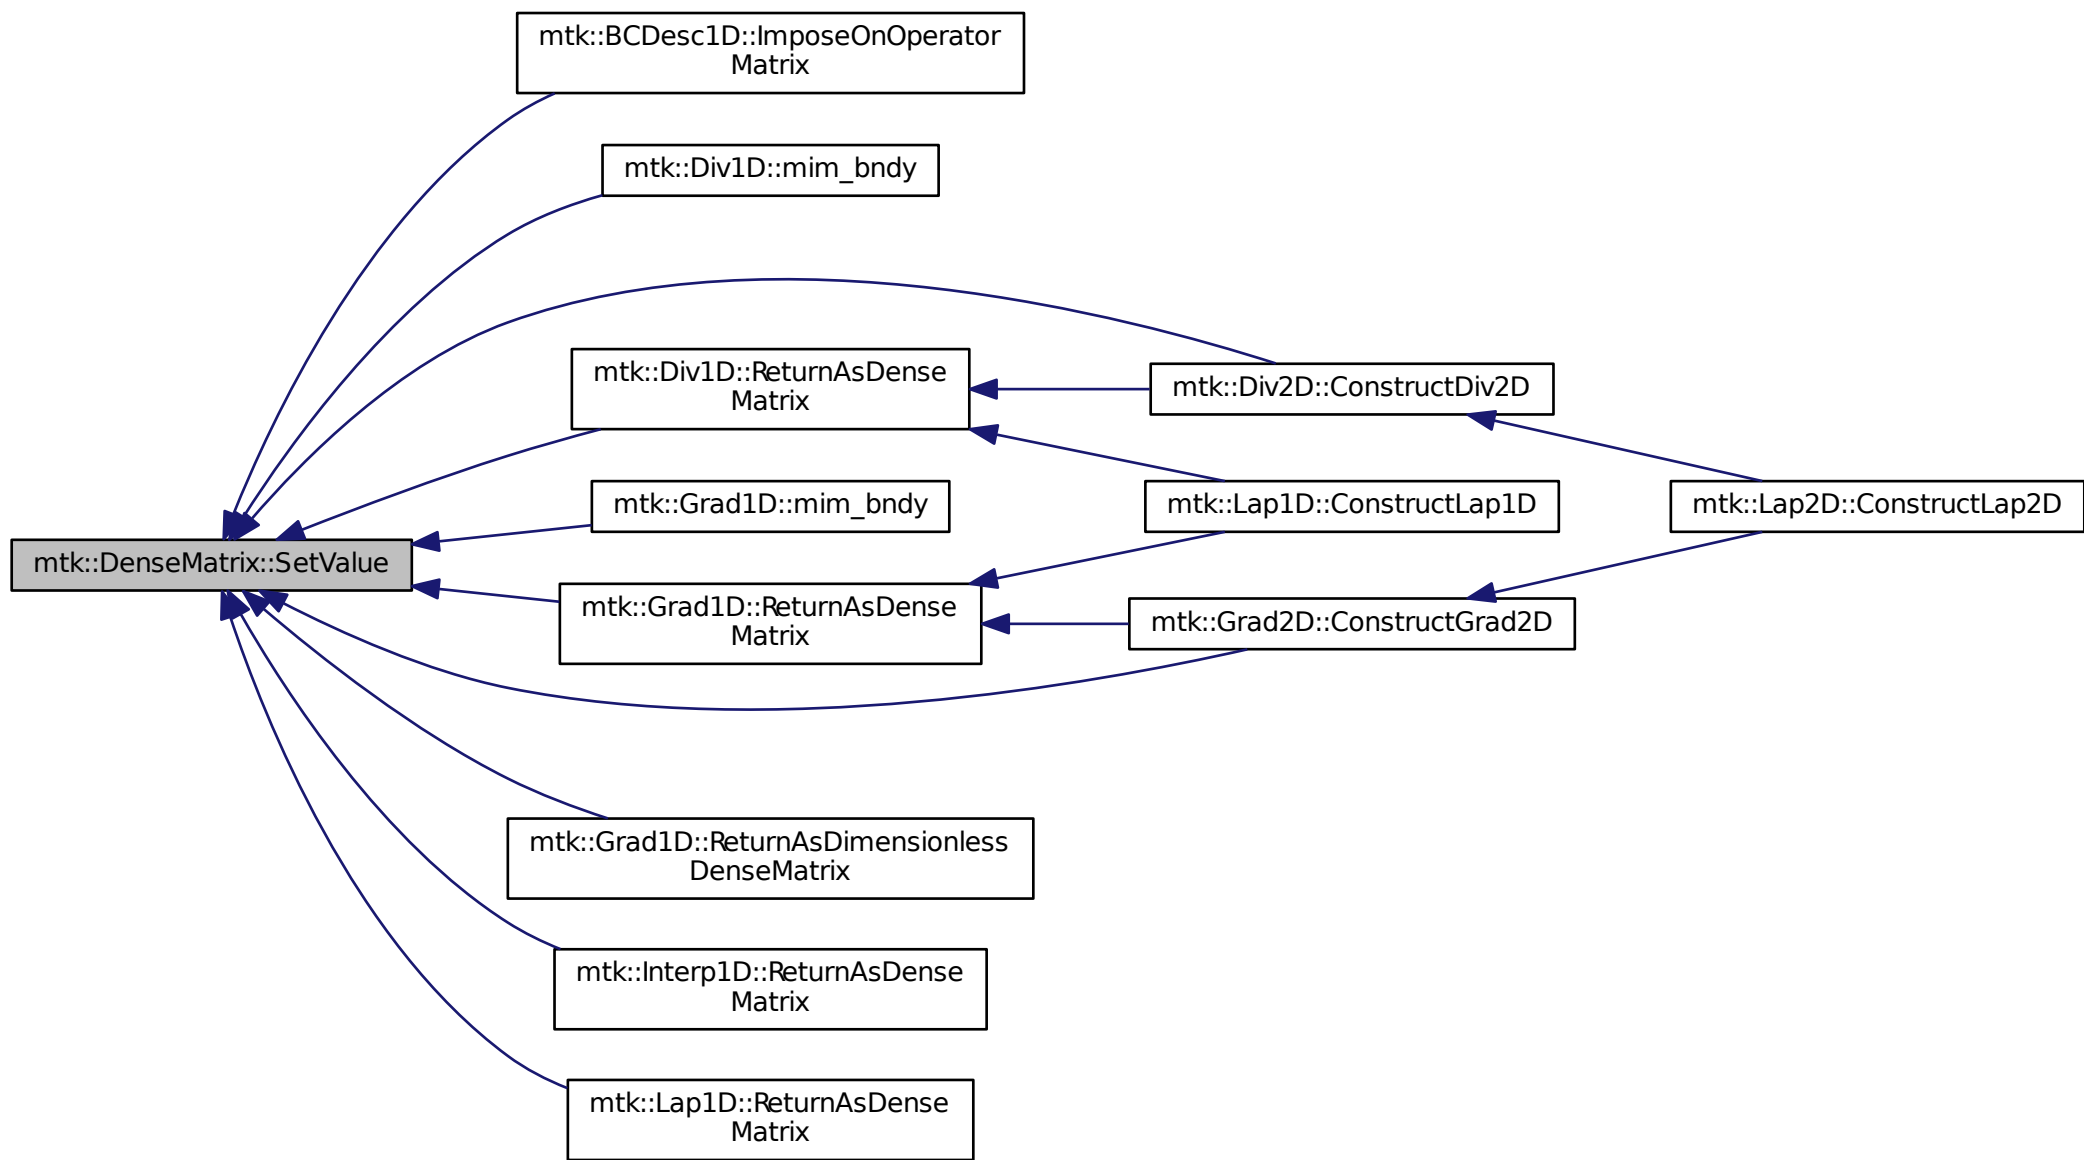 mtk::BCDesc1D::ImposeOnOperator
Matrix
mtk::Div1D::mim_bndy
mtk::Div1D::ReturnAsDense
Matrix
mtk::Div2D::ConstructDiv2D
mtk::Grad1D::mim_bndy
mtk::Lap1D::ConstructLap1D
mtk::Lap2D::ConstructLap2D
mtk::DenseMatrix::SetValue
mtk::Grad1D::ReturnAsDense
Matrix
mtk::Grad2D::ConstructGrad2D
mtk::Grad1D::ReturnAsDimensionless
DenseMatrix
mtk::Interp1D::ReturnAsDense
Matrix
mtk::Lap1D::ReturnAsDense
Matrix